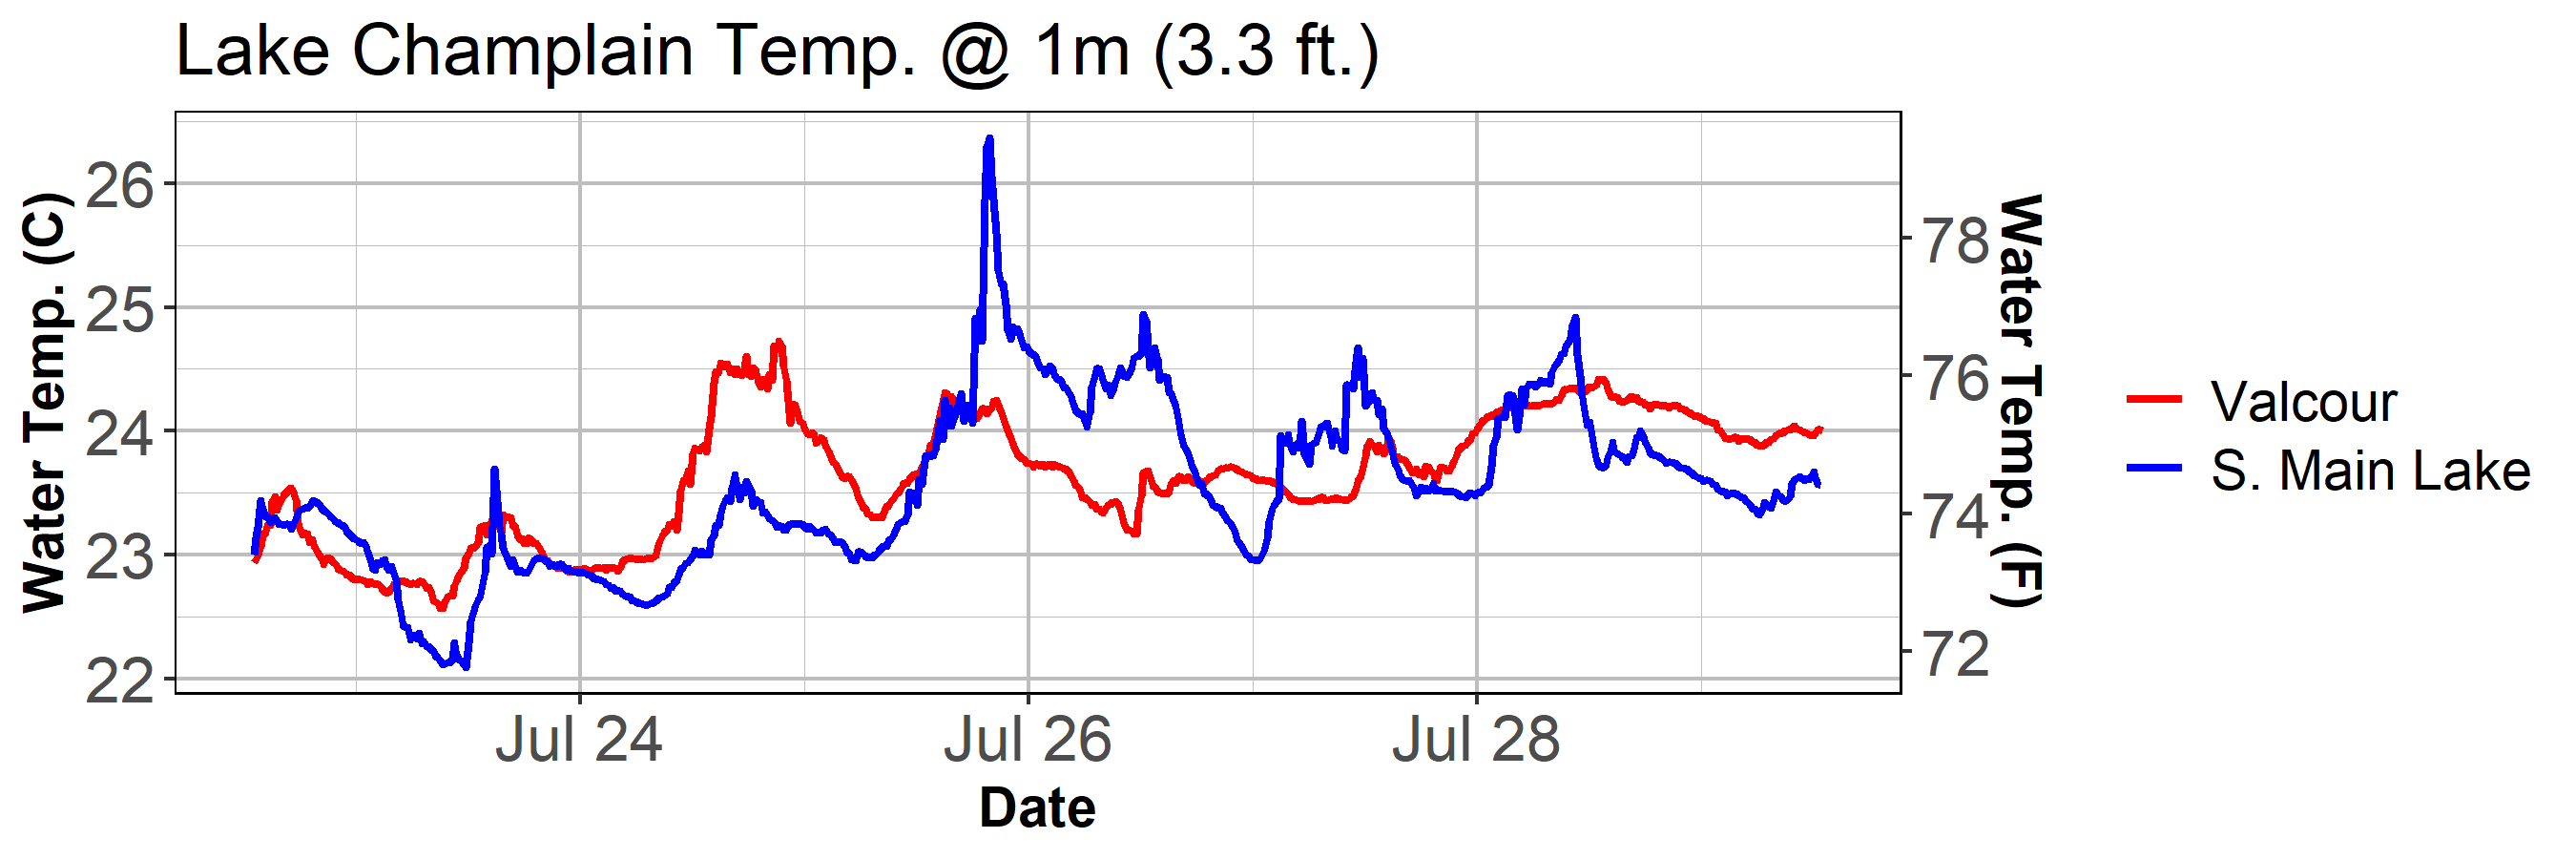 Lake Champlain Temp. @ 1m (3.3 ft.)
Water Temp. (C)
26
25
24
23
22
78
76
74
72
Water Temp. (F)
Jul 24
Jul 26
Jul 28
Date
Valcour
S. Main Lake